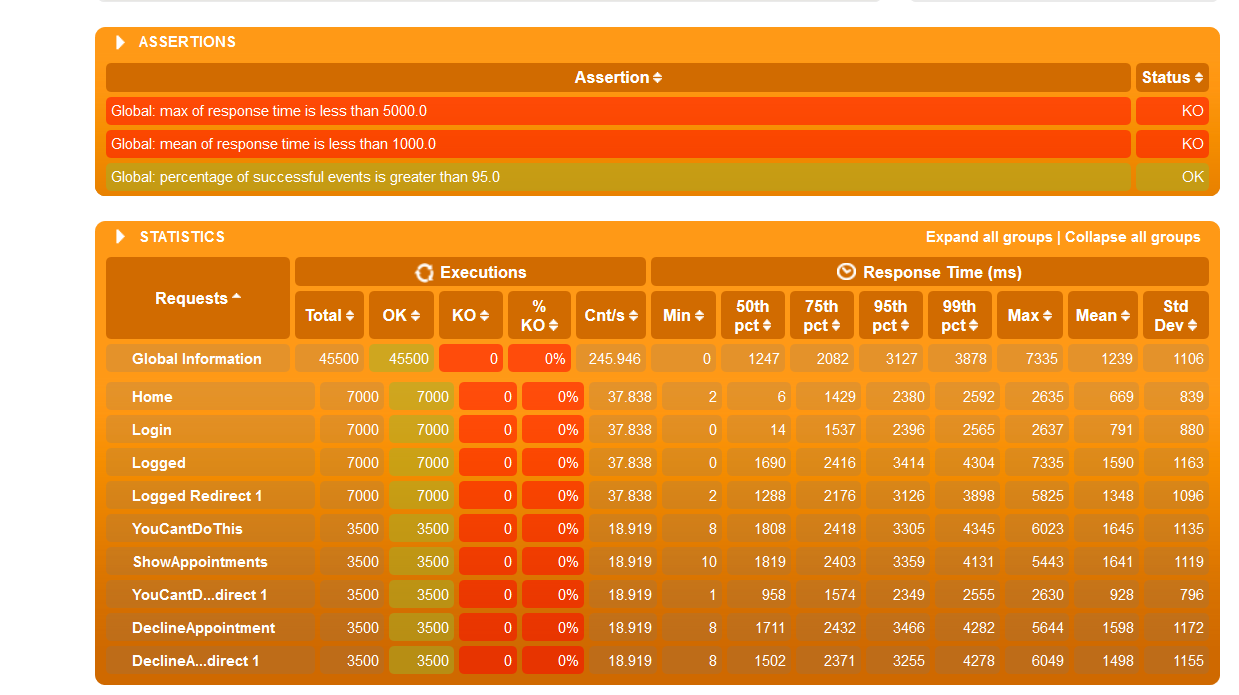 ASSERTIONS
Assertion Status
Global: max of response time is less than 5000.0 KO
Global: mean of response time is less than 1000.0 KO
Global: percentage of successful events is greater than 95.0 OK
STATISTICS Expand all groups | Collapse all groups
Requests Executions Response Time (ms)
Total OK KO % KO Cnt/s Min 50th pct 75th pct 95th pct 99th pct Max Mean Std Dev
Global Information 45500 45500 0 0% 245.946 0 1247 2082 3127 3878 7335 1239 1106
Home 7000 7000 0 0% 37.838 2 6 1429 2380 2592 2635 669 839
Login 7000 7000 0 0% 37.838 0 14 1537 2396 2565 2637 791 880
Logged 7000 7000 0 0% 37.838 0 1690 2416 3414 4304 7335 1590 1163
Logged Redirect 1 7000 7000 0 0% 37.838 2 1288 2176 3126 3898 5825 1348 1096
YouCantDoThis 3500 3500 0 0% 18.919 8 1808 2418 3305 4345 6023 1645 1135
ShowAppointments 3500 3500 0 0% 18.919 10 1819 2403 3359 4131 5443 1641 1119
YouCantD...direct 1 3500 3500 0 0% 18.919 1 958 1574 2349 2555 2630 928 796
DeclineAppointment 3500 3500 0 0% 18.919 8 1711 2432 3466 4282 5644 1598 1172
DeclineA...direct 1 3500 3500 0 0% 18.919 8 1502 2371 3255 4278 6049 1498 1155